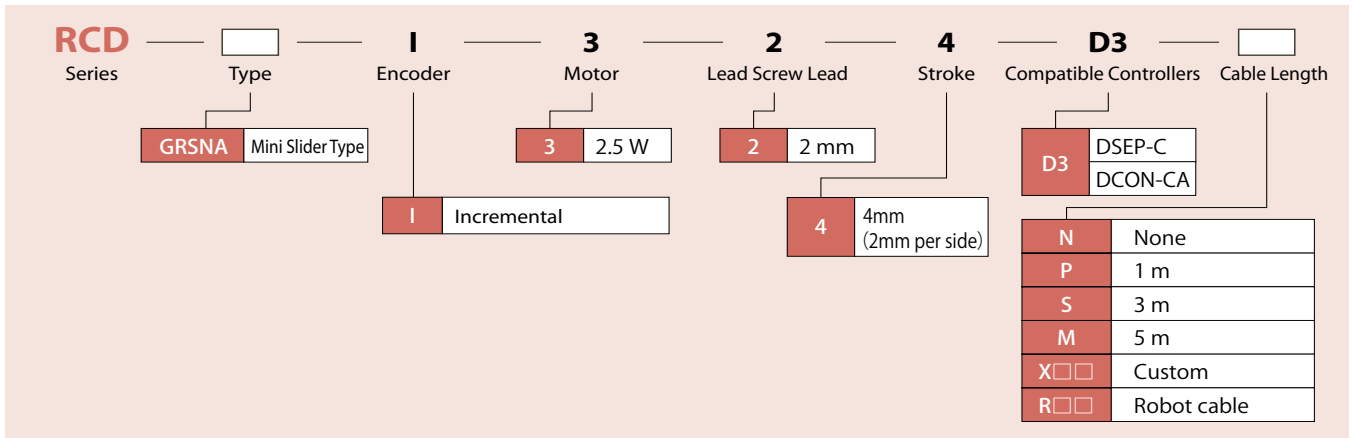 RCD — □ — I — 3 — 2 — 4 — D3 — □
Series Type Encoder Motor Lead Screw Lead Stroke Compatible Controllers Cable Length
GRSNA Mini Slider Type
3 2.5 W
2 2 mm
D3 DSEP-C
DCON-CA
I Incremental
4 4mm
(2mm per side)
N None
P 1 m
S 3 m
M 5 m
X□□ Custom
R□□ Robot cable